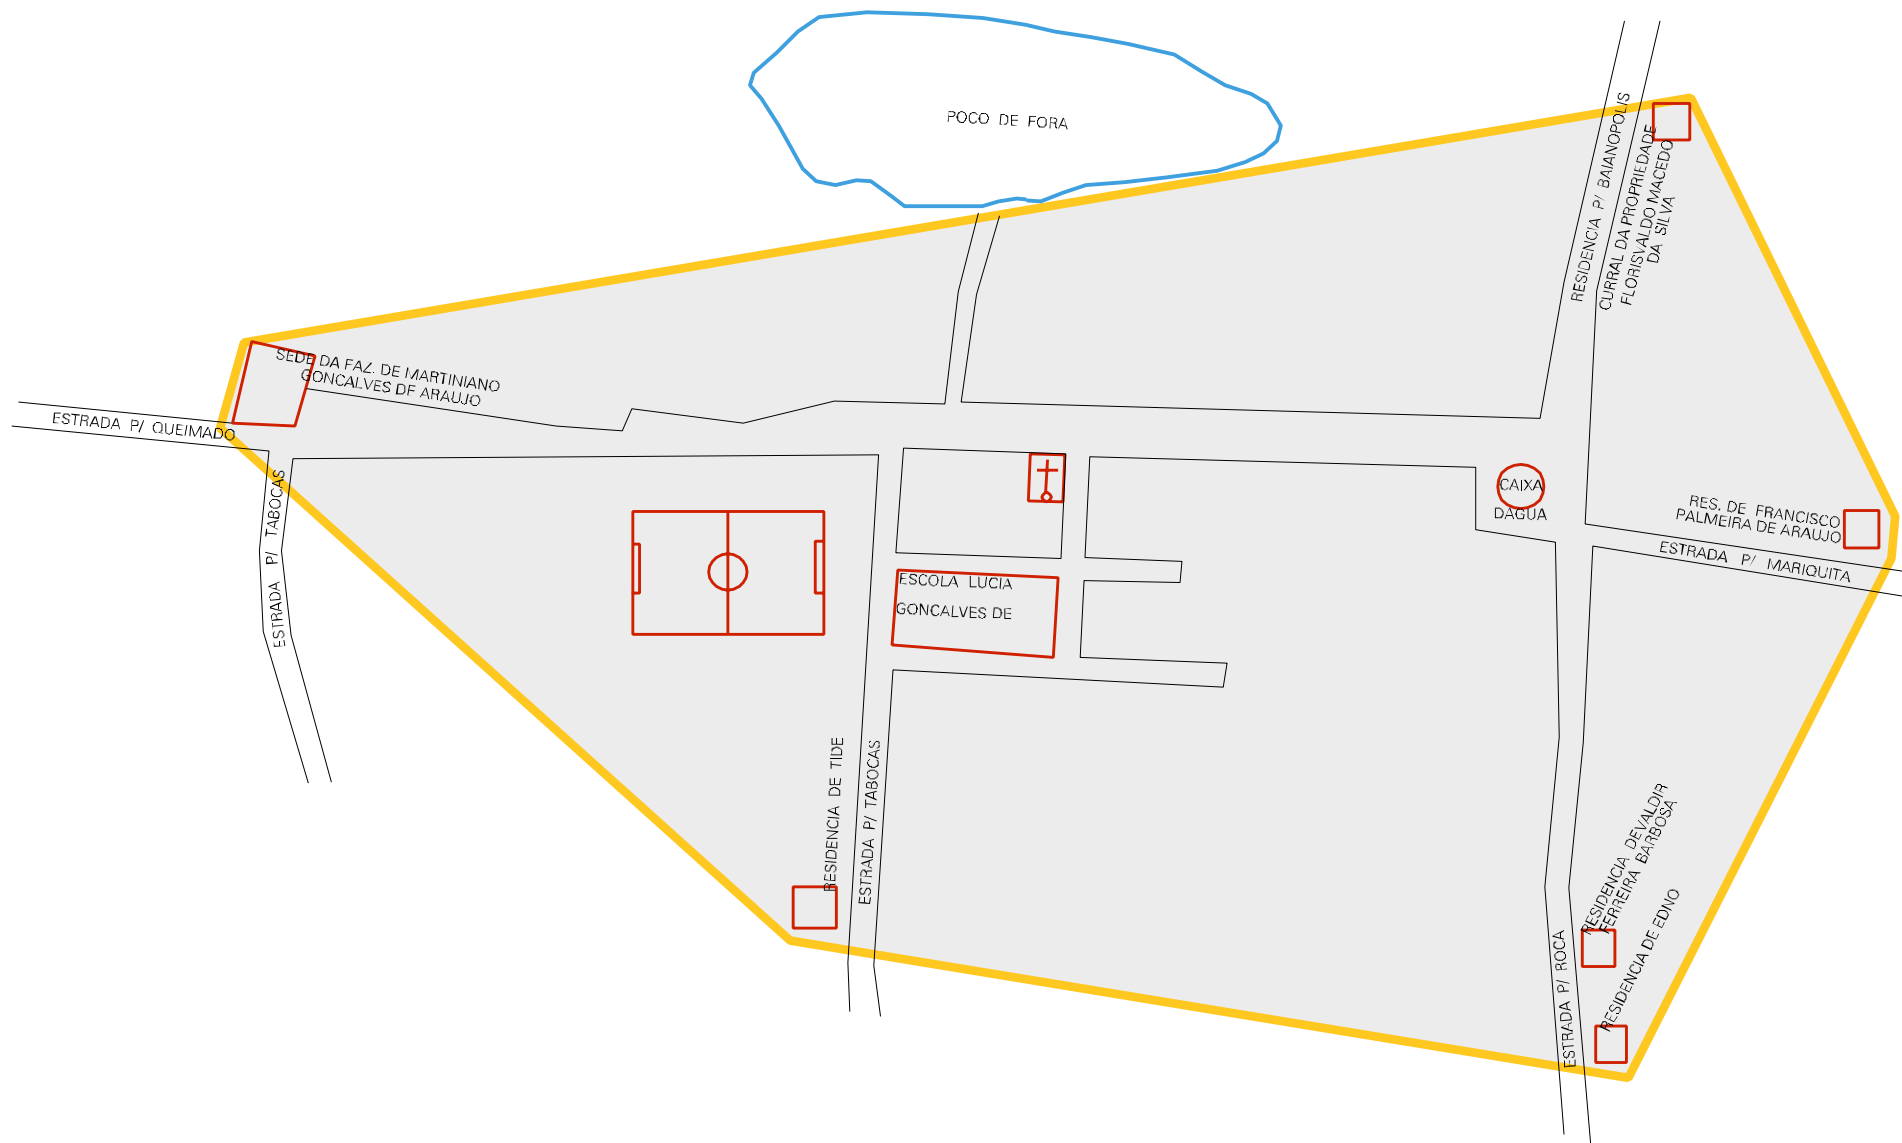 POCO DE FORA
RESIDENCIA P/ BAIANOPOLIS
CURRAL DA PROPRIEDADE
FLORISVALDO MACEDO
DA SILVA
SEDE DA FAZ. DE MARTINIANO
GONCALVES DE ARAUJO
ESTRADA P/ QUEIMADO
ESTRADA P/ TABOCAS
CAIXA
DAGUA
RES. DE FRANCISCO
PALMEIRA DE ARAUJO
ESTRADA P/ MARIQUITA
ESCOLA LUCIA
GONCALVES DE
RESIDENCIA DE TIDE
ESTRADA P/ TABOCAS
RESIDENCIA DEVALDIR
FERREIRA BARBOSA
RESIDENCIA DE EDNO
ESTRADA P/ ROCA